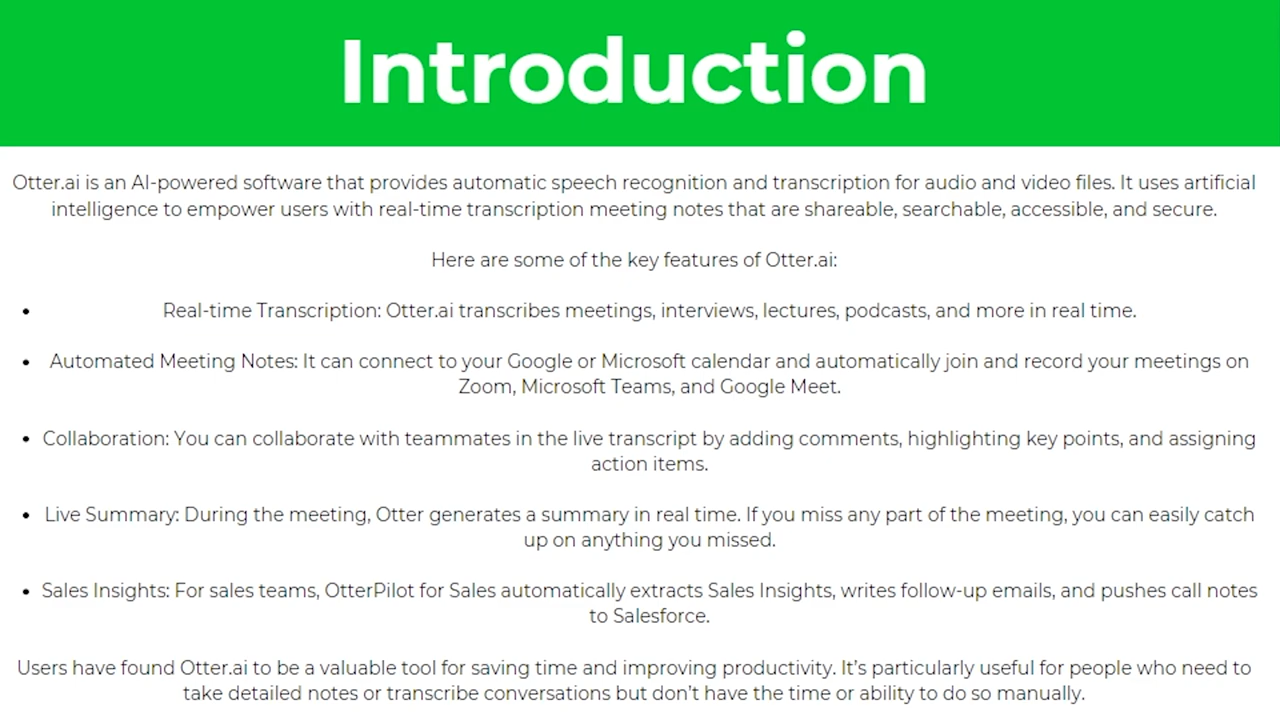 Introduction
Otter.ai is an AI-powered software that provides automatic speech recognition and transcription for audio and video files. It uses artificial
intelligence to empower users with real-time transcription meeting notes that are shareable, searchable, accessible, and secure.
Here are some of the key features of Otter.ai:
• Real-time Transcription: Otter.ai transcribes meetings, interviews, lectures, podcasts, and more in real time.
• Automated Meeting Notes: It can connect to your Google or Microsoft calendar and automatically join and record your meetings on
Zoom, Microsoft Teams, and Google Meet.
• Collaboration: You can collaborate with teammates in the live transcript by adding comments, highlighting key points, and assigning
action items.
• Live Summary: During the meeting, Otter generates a summary in real time. If you miss any part of the meeting, you can easily catch
up on anything you missed.
• Sales Insights: For sales teams, OtterPilot for Sales automatically extracts Sales Insights, writes follow-up emails, and pushes call notes
to Salesforce.
Users have found Otter.ai to be a valuable tool for saving time and improving productivity. It’s particularly useful for people who need to
take detailed notes or transcribe conversations but don’t have the time or ability to do so manually.